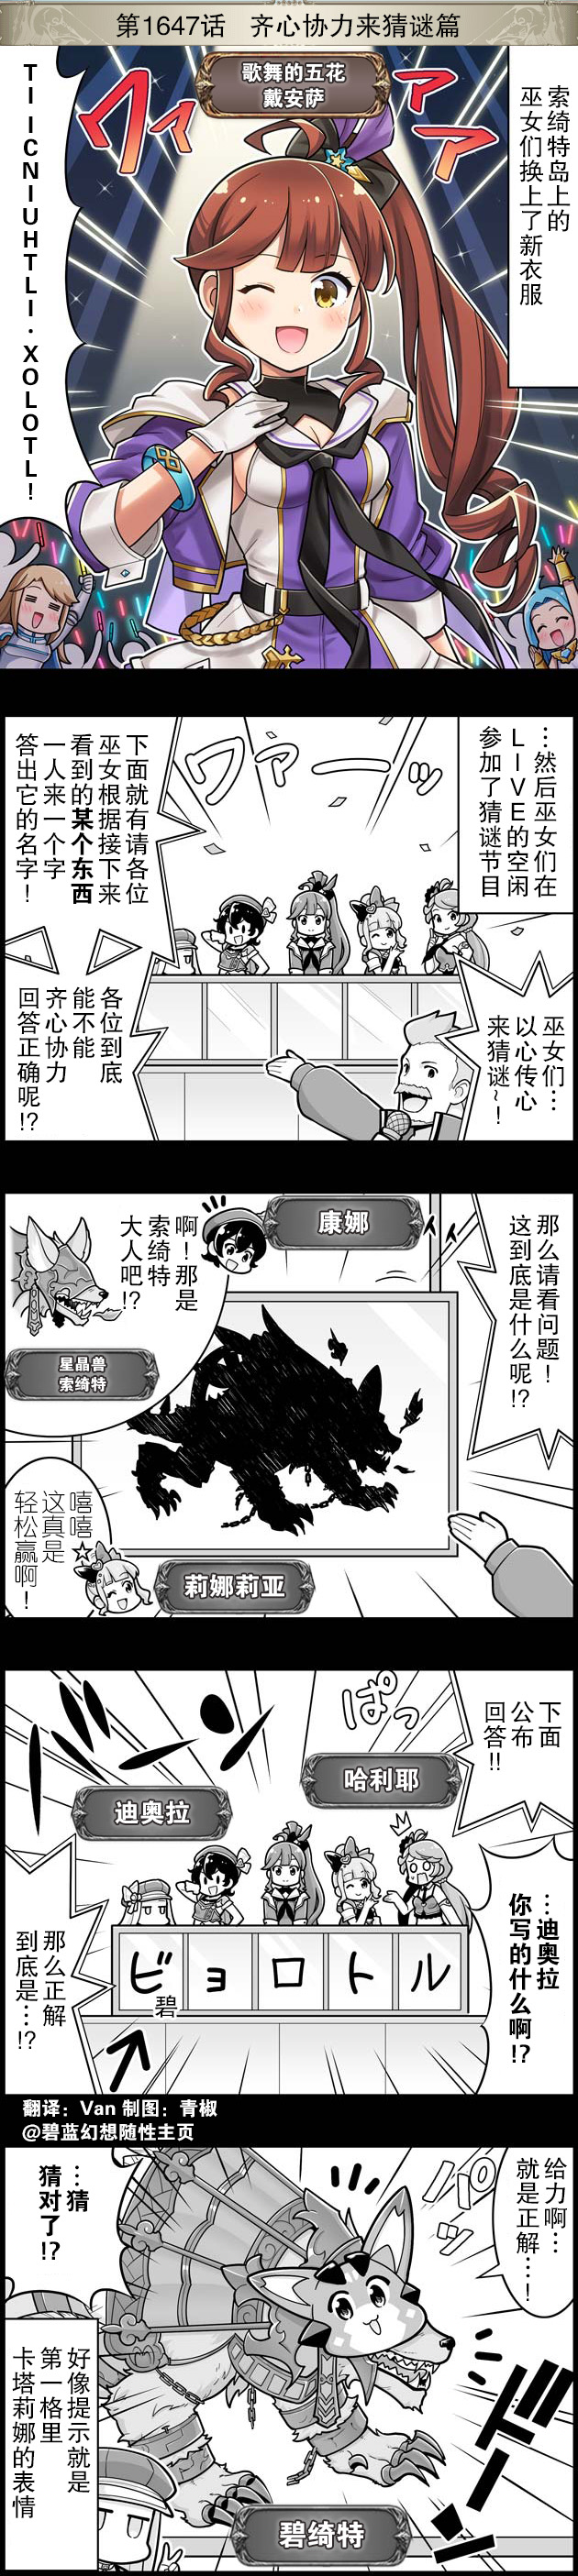 第1647话　齐心协力来猜谜篇
歌舞的五花
戴安萨
索绮特岛上的
巫女们换上了新衣服
ワァァ
ァァ
TI ICNIUHTLI・XOLOTL!
…然后巫女们在
LIVE的空闲
参加了猜谜节目
ワァーッ
下面就有请各位
巫女根据接下来
看到的某个东西
一人来一个字
答出它的名字！
巫女们…
以心传心
来猜谜~！
各位到底
能不能
齐心协力
回答正确呢!?
那么请看问题！
这到底是什么呢!?
康娜
啊！那是
索绮特
大人吧!?
星晶兽
索绮特
嘻嘻☆
这真是
轻松赢啊！
莉娜莉亚
下面
公布
回答!!
ぱっ
バーン
哈利耶
迪奥拉
…迪奥拉
你写的什么啊!?
ビョロトル
碧
那么正解
到底是…!?
翻译：Van 制图：青椒
@碧蓝幻想随性主页
给力啊…
就是正解…！
パッ
…猜
猜对了!?
ドドン
好像提示就是
第一格里
卡塔莉娜的表情
碧绮特